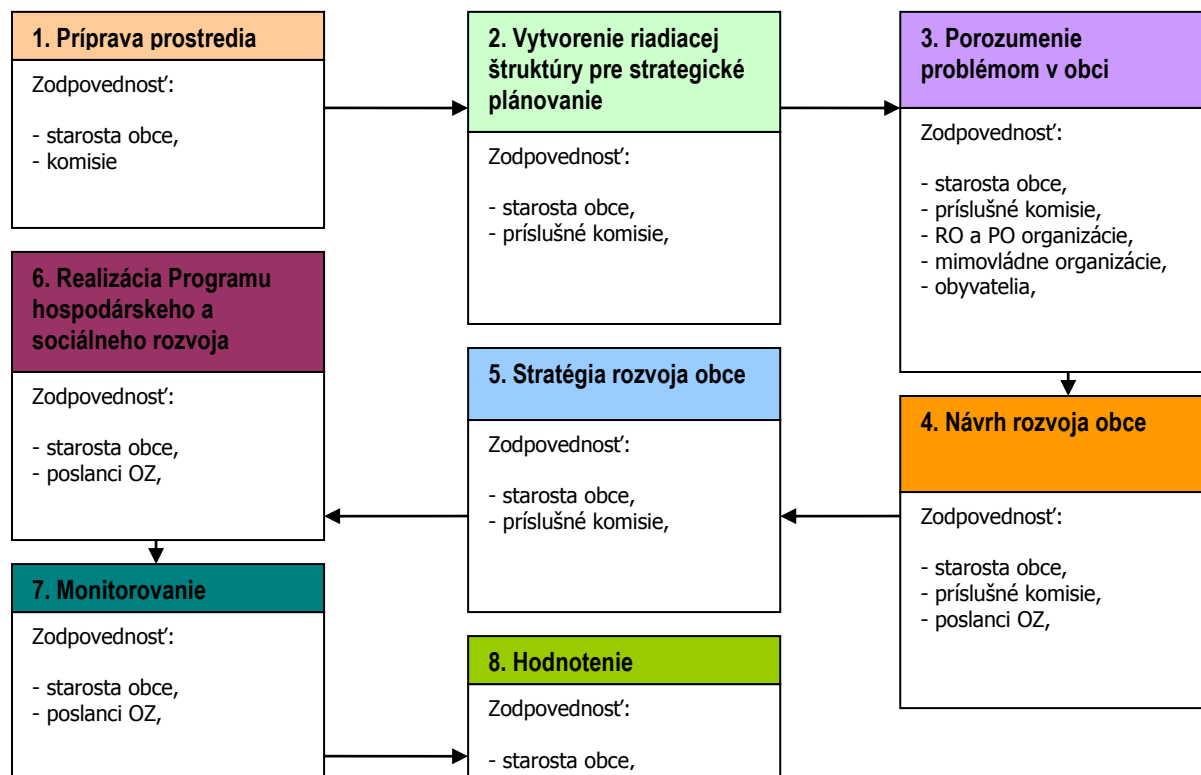 1. Príprava prostredia
Zodpovednosť:
- starosta obce,
- komisie
2. Vytvorenie riadiacej
štruktúry pre strategické
plánovanie
Zodpovednosť:
- starosta obce,
- príslušné komisie,
3. Porozumenie
problémom v obci
Zodpovednosť:
- starosta obce,
- príslušné komisie,
- RO a PO organizácie,
- mimovládne organizácie,
- obyvatelia,
4. Návrh rozvoja obce
Zodpovednosť:
- starosta obce,
- príslušné komisie,
- poslanci OZ,
5. Stratégia rozvoja obce
Zodpovednosť:
- starosta obce,
- príslušné komisie,
6. Realizácia Programu
hospodárskeho a
sociálneho rozvoja
Zodpovednosť:
- starosta obce,
- poslanci OZ,
7. Monitorovanie
Zodpovednosť:
- starosta obce,
- poslanci OZ,
8. Hodnotenie
Zodpovednosť:
- starosta obce,